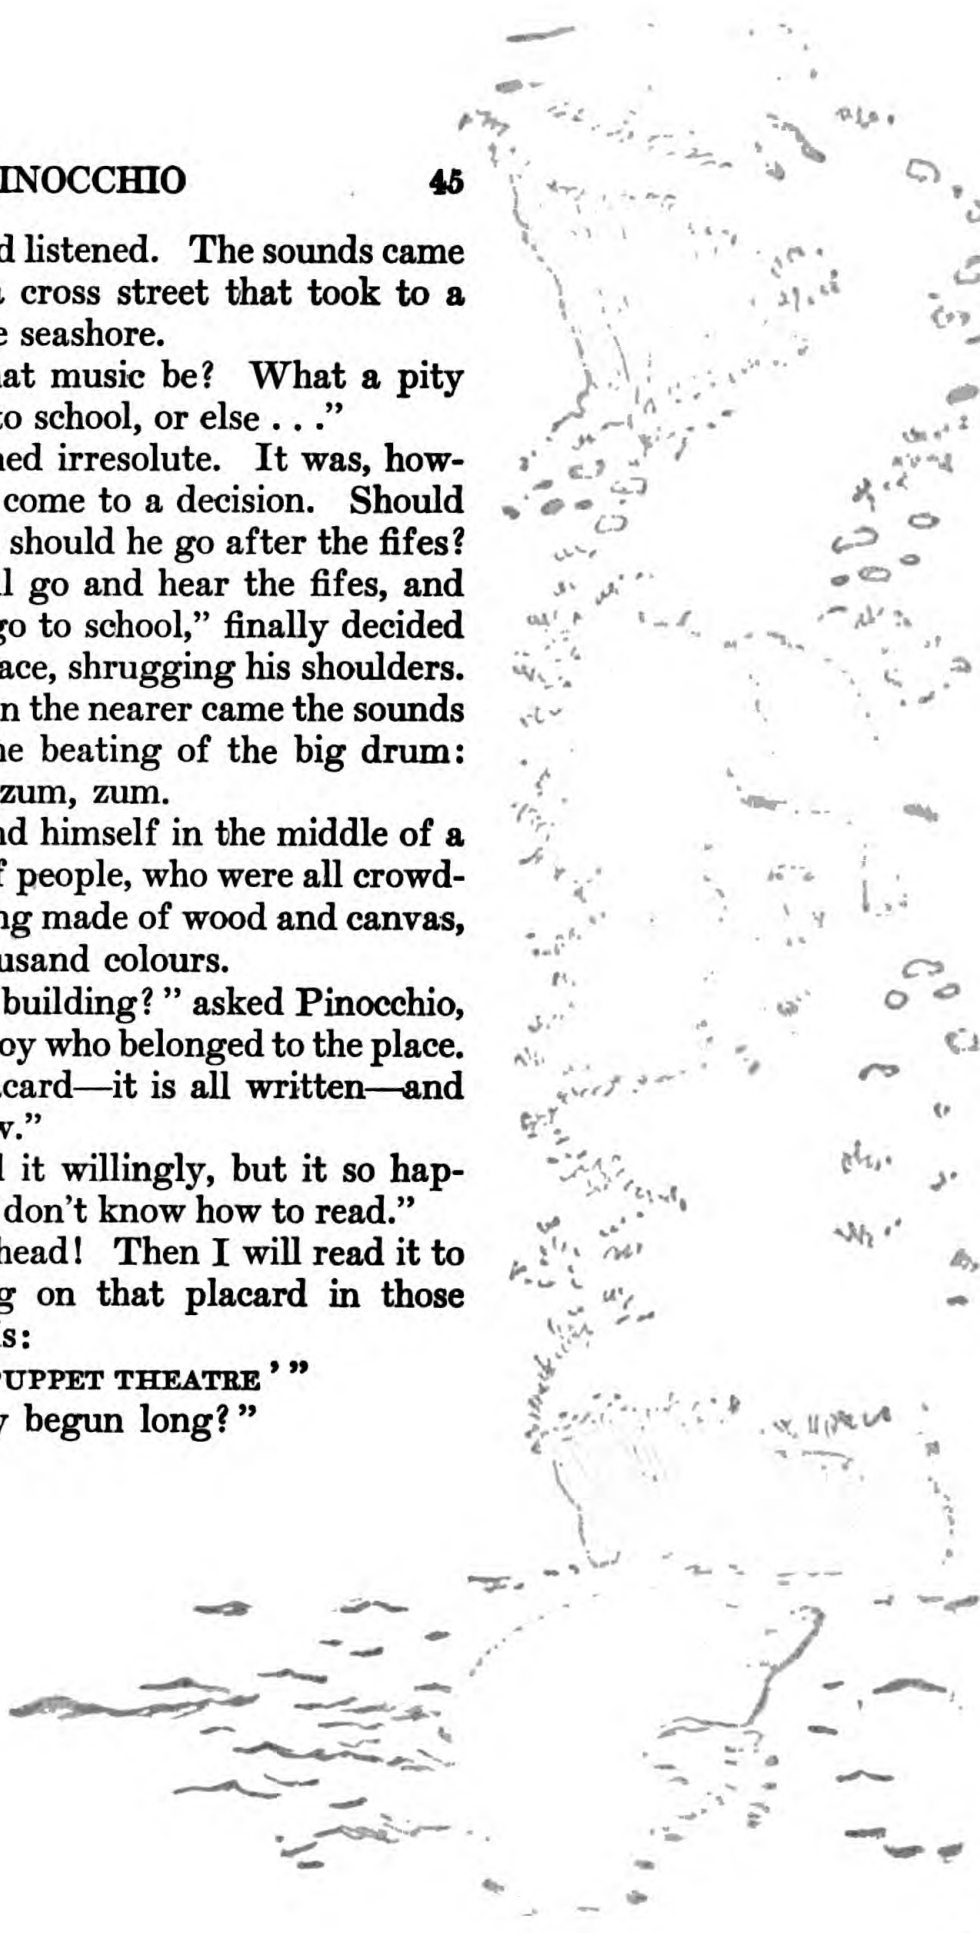 INOCCHIO 45
d listened. The sounds came
cross street that took to a
e seashore.
at music be? What a pity
to school, or else . . ."
ned irresolute. It was, how-
come to a decision. Should
should he go after the fifes?
ll go and hear the fifes, and
go to school," finally decided
ace, shrugging his shoulders.
n the nearer came the sounds
he beating of the big drum:
zum, zum.
nd himself in the middle of a
f people, who were all crowd-
ng made of wood and canvas,
usand colours.
building?" asked Pinocchio,
oy who belonged to the place.
card—it is all written—and
w."
d it willingly, but it so hap-
don't know how to read."
head! Then I will read it to
g on that placard in those
s:
PUPPET THEATRE' "
y begun long?"